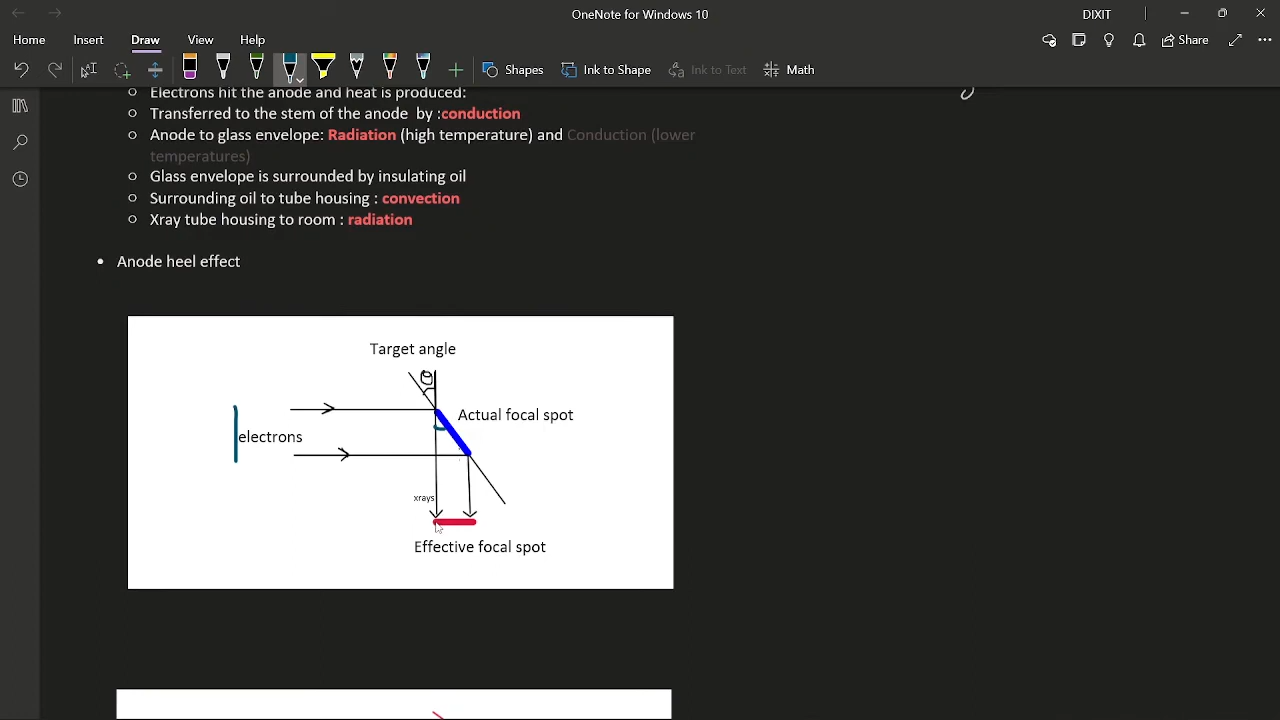 OneNote for Windows 10
DIXIT
Home Insert Draw View Help
Share
Shapes Ink to Shape Ink to Text Math
Electrons hit the anode and heat is produced:
Transferred to the stem of the anode by :conduction
Anode to glass envelope: Radiation (high temperature) and Conduction (lower
temperatures)
Glass envelope is surrounded by insulating oil
Surrounding oil to tube housing : convection
Xray tube housing to room : radiation
Anode heel effect
Target angle
θ
Actual focal spot
electrons
xrays
Effective focal spot